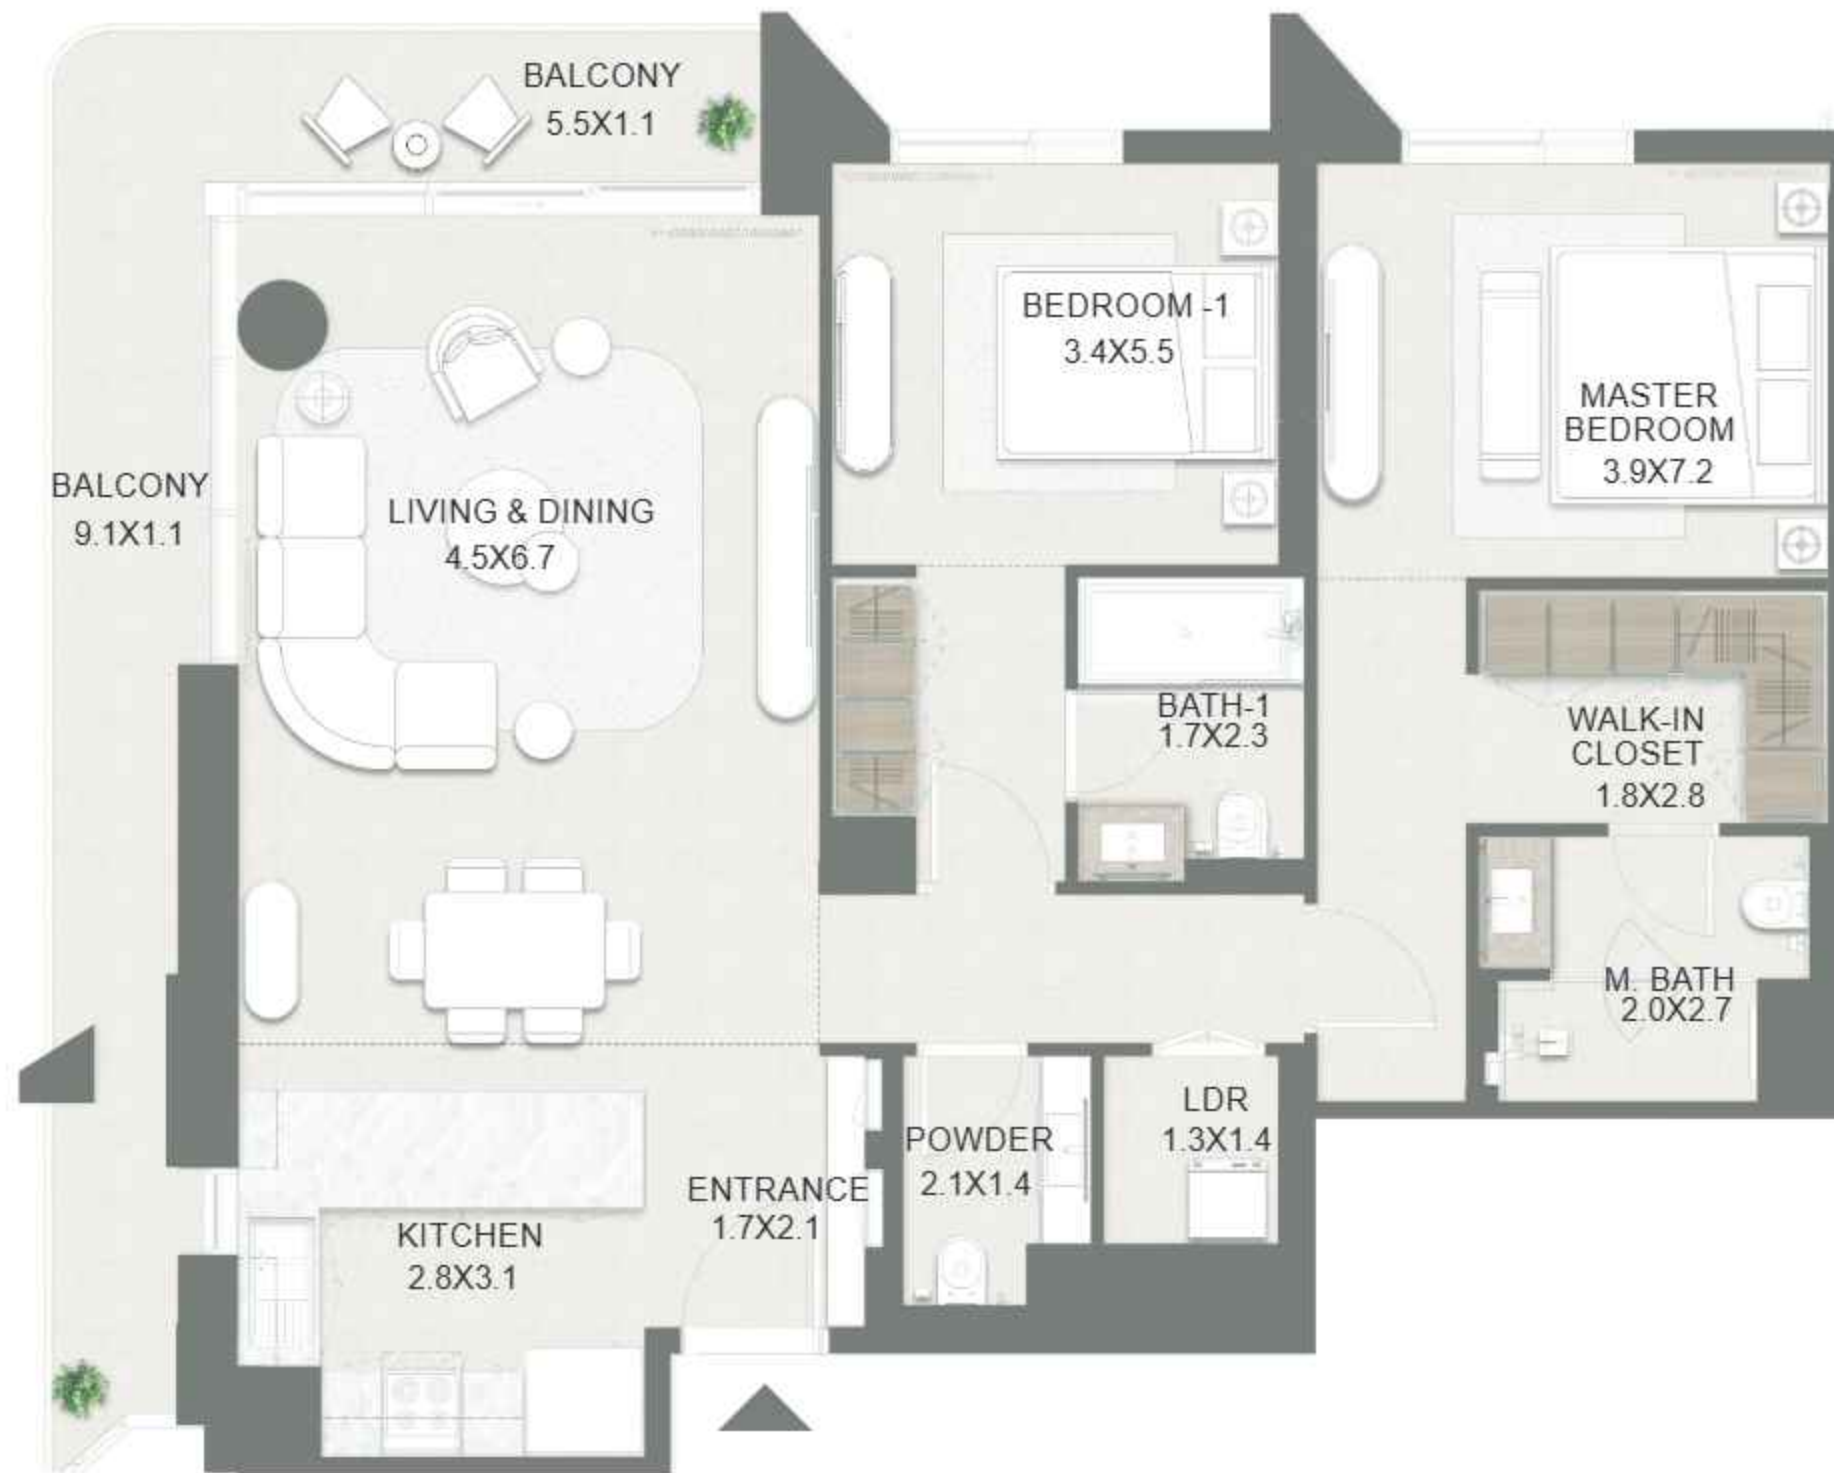 BALCONY
5.5X1.1
BEDROOM -1
3.4X5.5
MASTER
BEDROOM
3.9X7.2
BALCONY
9.1X1.1
LIVING & DINING
4.5X6.7
BATH-1
1.7X2.3
WALK-IN
CLOSET
1.8X2.8
M. BATH
2.0X2.7
LDR
1.3X1.4
POWDER
2.1X1.4
ENTRANCE
1.7X2.1
KITCHEN
2.8X3.1